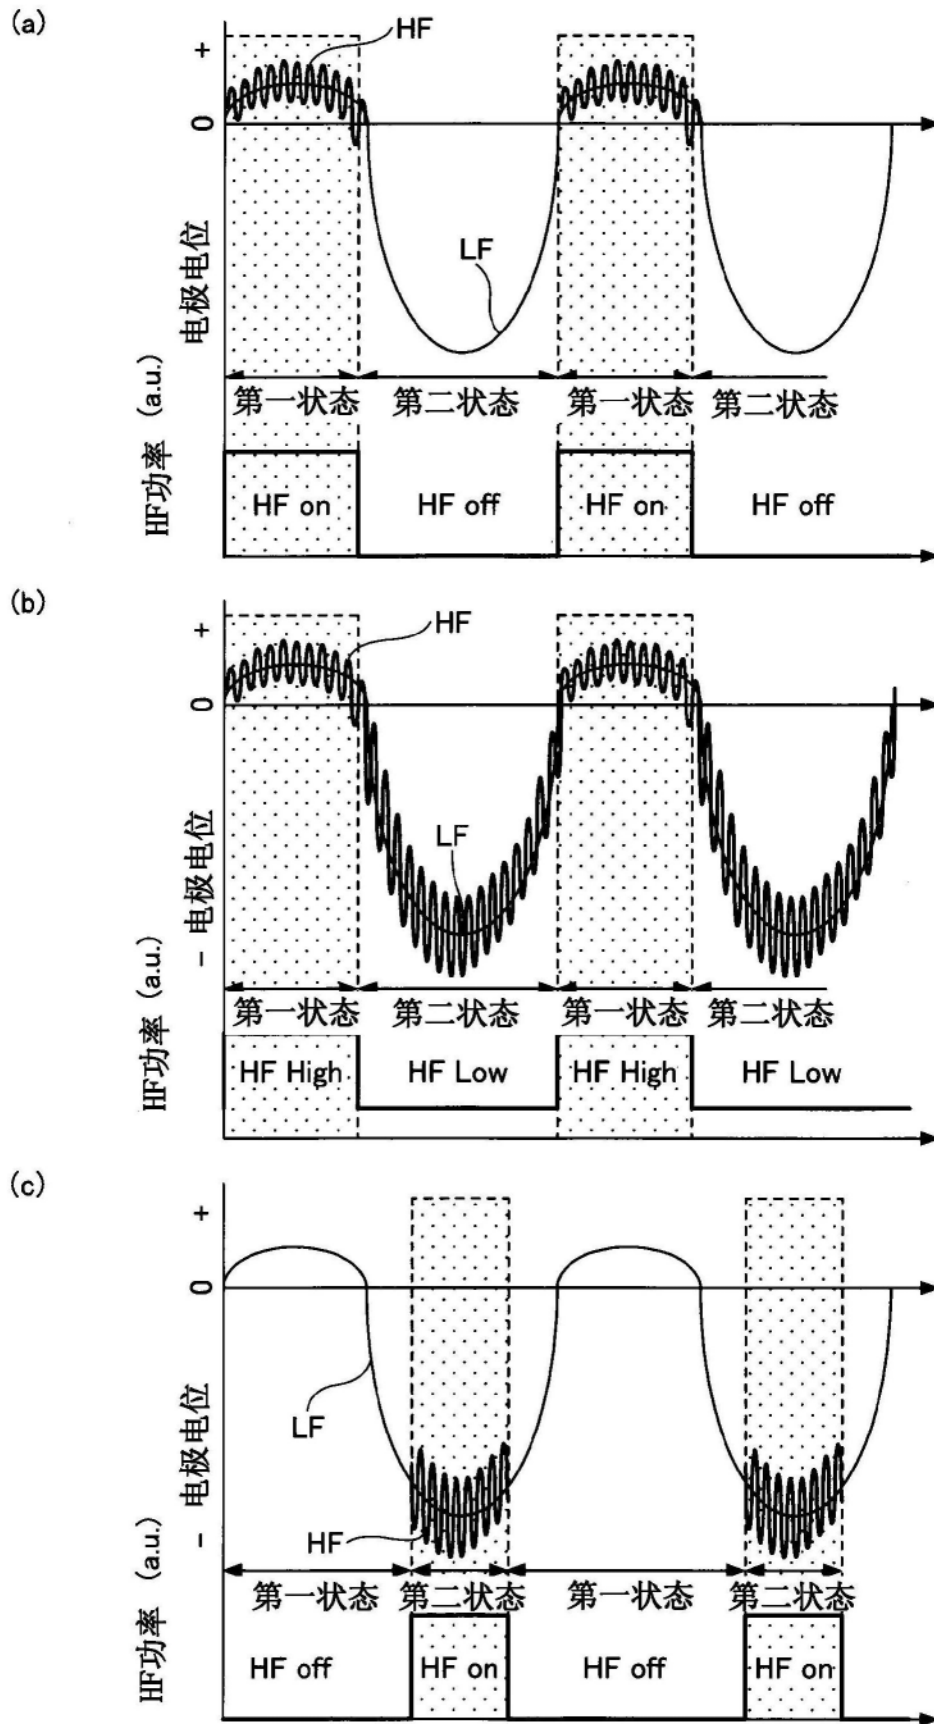 (a)
HF
+
0
电极电位
LF
第一状态
第二状态
第一状态
第二状态
HF功率 (a.u.)
HF on
HF off
HF on
HF off
(b)
HF
+
0
LF
- 电极电位
第一状态
第二状态
第一状态
第二状态
HF功率 (a.u.)
HF High
HF Low
HF High
HF Low
(c)
+
0
LF
- 电极电位
HF
第一状态
第二状态
第一状态
第二状态
HF功率 (a.u.)
HF off
HF on
HF off
HF on